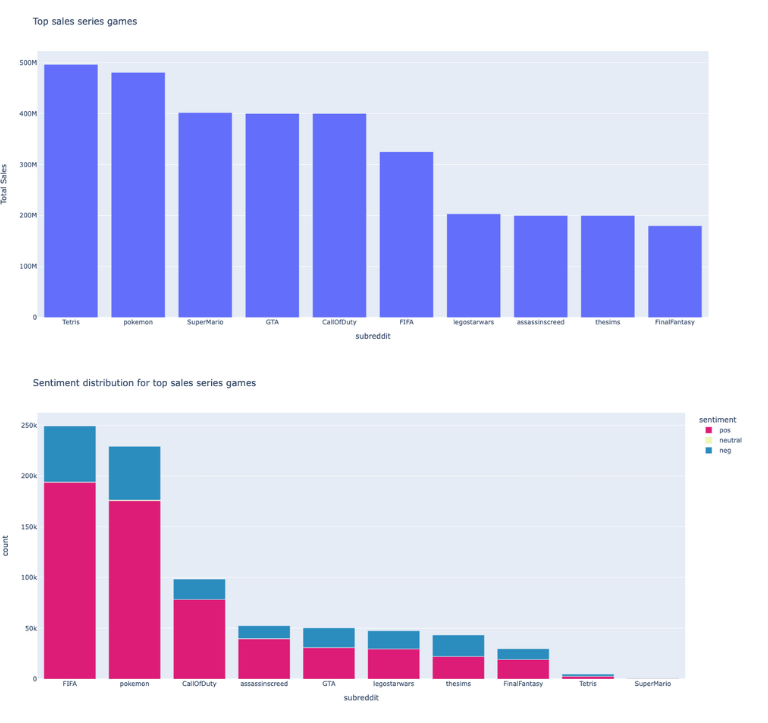 Top sales series games
500M
400M
300M
200M
100M
0
Total Sales
Tetris pokemon SuperMario GTA CallOfDuty FIFA legostarwars assassinscreed thesims FinalFantasy
subreddit
Sentiment distribution for top sales series games
250k
200k
150k
100k
50k
0
count
FIFA pokemon CallOfDuty assassinscreed GTA legostarwars thesims FinalFantasy Tetris SuperMario
subreddit
sentiment
pos
neutral
neg